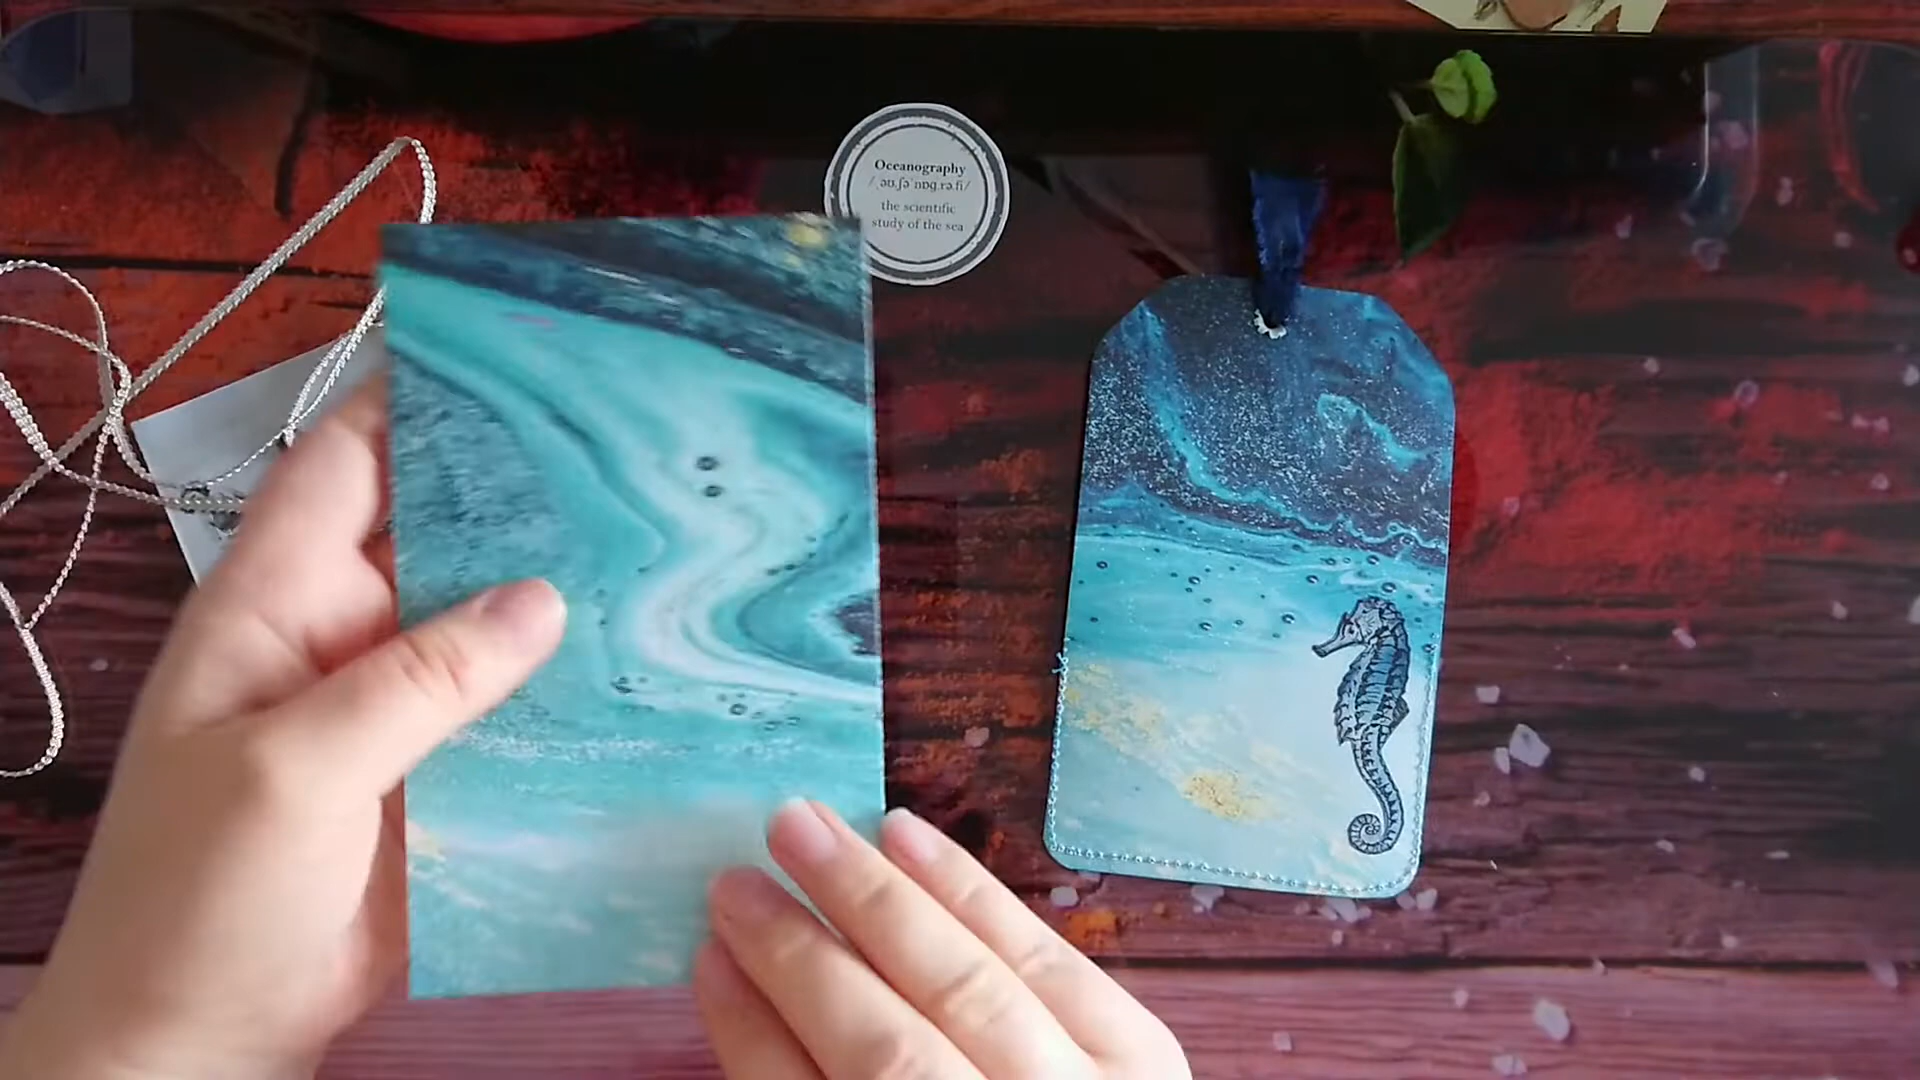 Oceanography
/ˌəʊ.ʃəˈnɒɡ.rə.fi/
the scientific
study of the sea